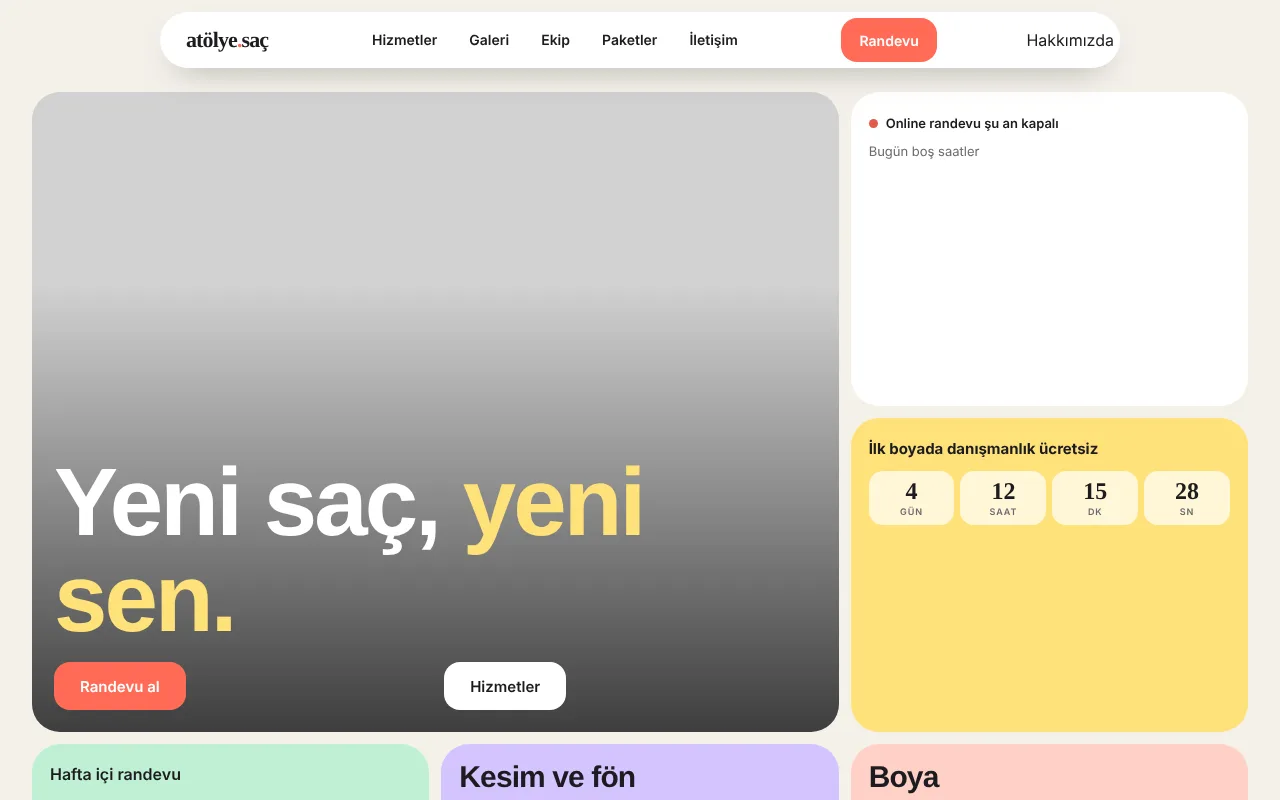 atölye.saç
Hizmetler
Galeri
Ekip
Paketler
İletişim
Randevu
Hakkımızda
Yeni saç, yeni
sen.
Randevu al
Hizmetler
Online randevu şu an kapalı
Bugün boş saatler
İlk boyada danışmanlık ücretsiz
4
GÜN
12
SAAT
15
DK
28
SN
Hafta içi randevu
Kesim ve fön
Boya